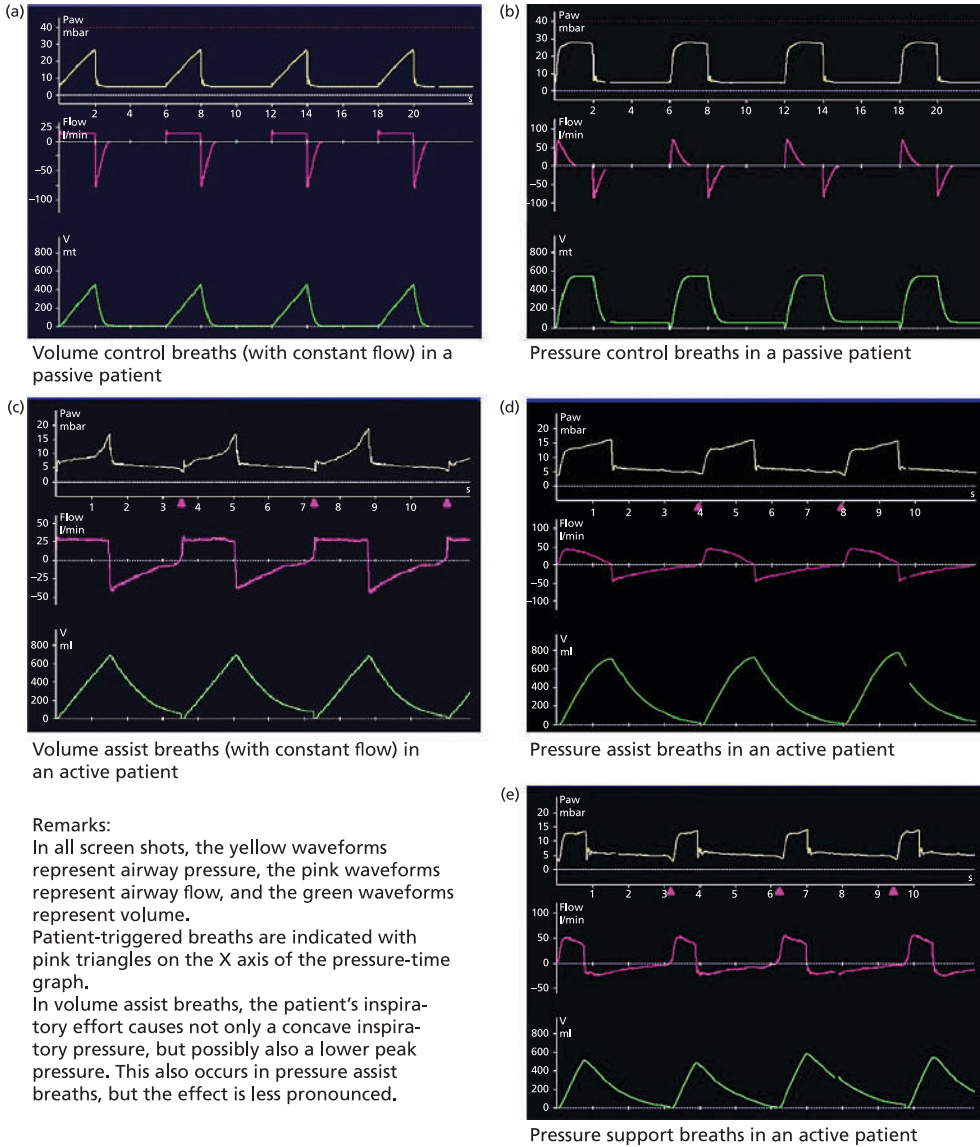 (a)
Paw
mbar
40
30
20
10
0
s
2 4 6 8 10 12 14 16 18 20
Flow
l/min
25
−50
−100
V
mt
800
600
400
200
0
2 4 6 8 10 12 14 16 18 20
Volume control breaths (with constant flow) in a
passive patient
(b)
Paw
mbar
40
30
20
10
0
s
2 4 6 8 10 12 14 16 18 20
Flow
l/min
100
50
0
−50
−100
V
mt
800
600
400
200
0
Pressure control breaths in a passive patient
(c)
Paw
mbar
20
15
10
5
0
s
1 2 3 4 5 6 7 8 9 10
Flow
l/min
50
25
0
−25
−50
V
ml
800
600
400
200
0
Volume assist breaths (with constant flow) in
an active patient
(d)
Paw
mbar
20
15
10
5
0
s
1 2 3 4 5 6 7 8 9 10
Flow
l/min
100
50
0
−50
−100
V
ml
800
600
400
200
0
Pressure assist breaths in an active patient
Remarks:
In all screen shots, the yellow waveforms
represent airway pressure, the pink waveforms
represent airway flow, and the green waveforms
represent volume.
Patient-triggered breaths are indicated with
pink triangles on the X axis of the pressure-time
graph.
In volume assist breaths, the patient’s inspira-
tory effort causes not only a concave inspira-
tory pressure, but possibly also a lower peak
pressure. This also occurs in pressure assist
breaths, but the effect is less pronounced.
(e)
Paw
mbar
20
15
10
5
0
s
1 2 3 4 5 6 7 8 9 10
Flow
l/min
100
50
0
−50
V
ml
800
600
400
200
0
Pressure support breaths in an active patient